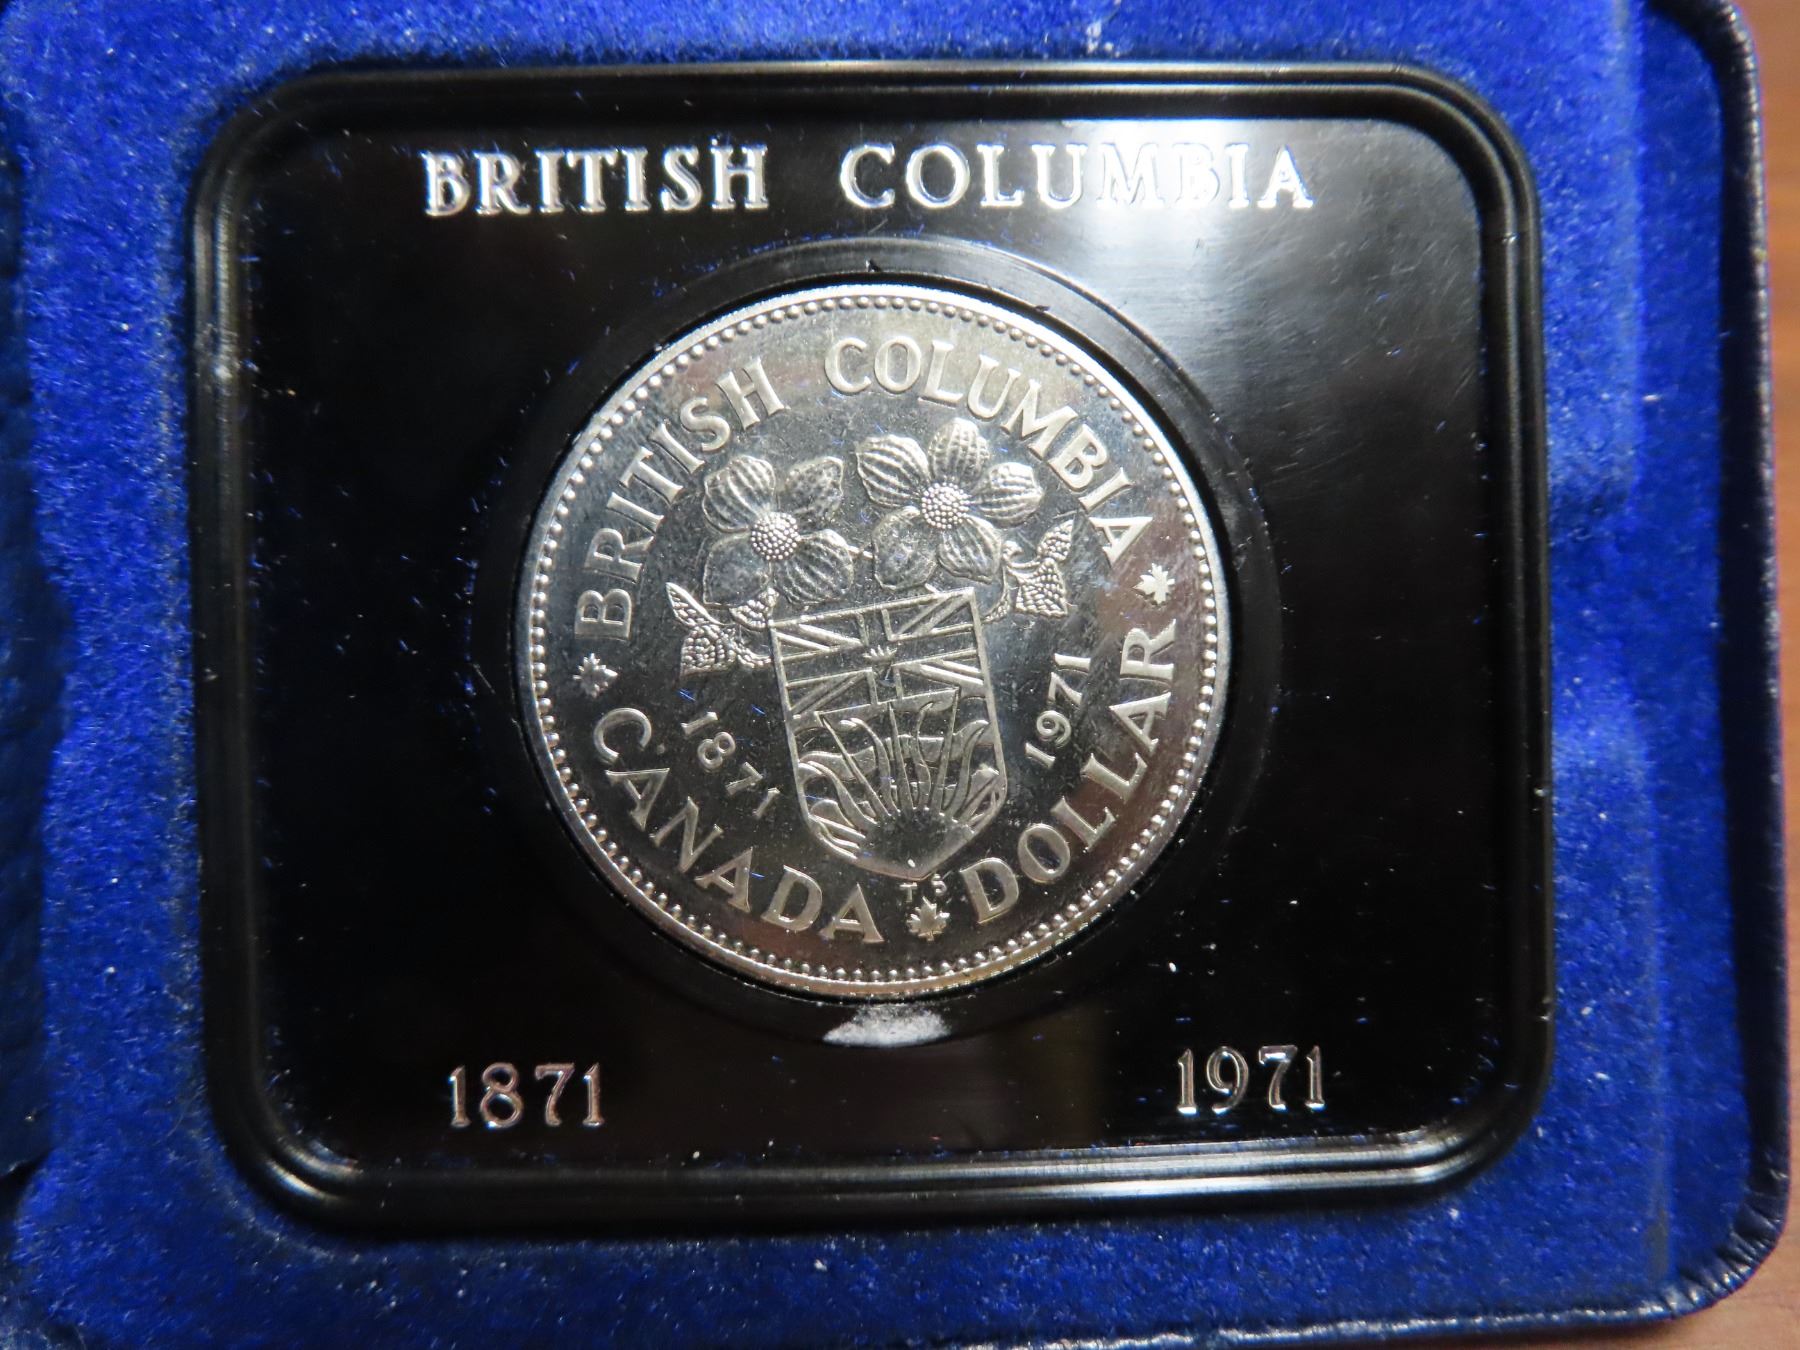 BRITISH COLUMBIA
BRITISH COLUMBIA
1871 1971
CANADA DOLLAR
T S
1871 1971